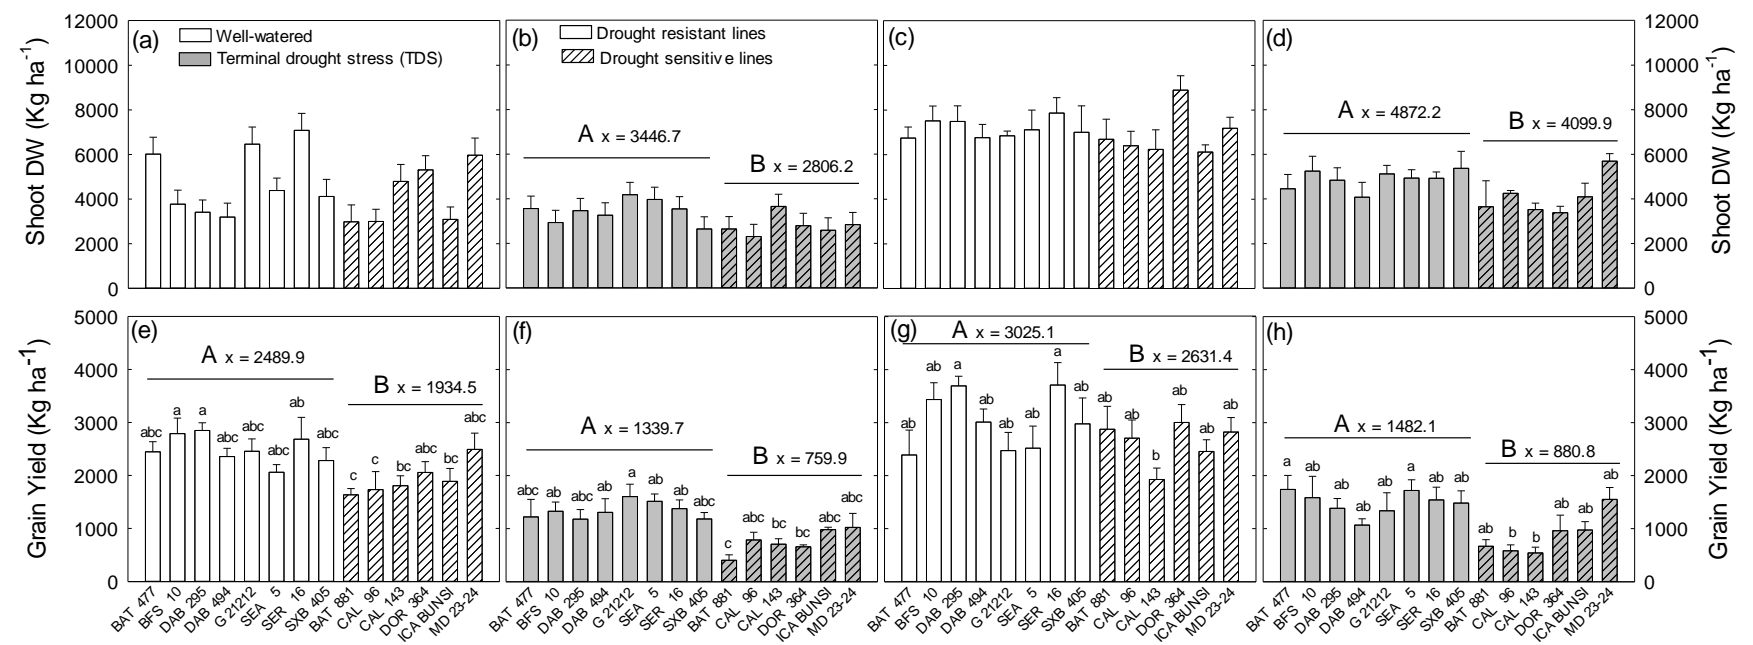 12000
10000
8000
6000
4000
2000
0
Shoot DW (Kg ha-1)
(a)
Well-watered
Terminal drought stress (TDS)
(b)
Drought resistant lines
Drought sensitive lines
A x = 3446.7
B x = 2806.2
(c)
(d)
A x = 4872.2
B x = 4099.9
12000
10000
8000
6000
4000
2000
0
Shoot DW (Kg ha-1)
5000
4000
3000
2000
1000
0
Grain Yield (Kg ha-1)
(e)
A x = 2489.9
B x = 1934.5
abc a a abc abc abc ab abc c c bc abc bc abc
(f)
A x = 1339.7
B x = 759.9
abc ab abc ab a ab ab abc c abc bc bc abc abc
(g)
A x = 3025.1
B x = 2631.4
ab ab a ab ab ab a ab ab ab b ab ab ab
(h)
A x = 1482.1
B x = 880.8
a ab ab ab ab a ab ab ab b b ab ab ab
5000
4000
3000
2000
1000
0
Grain Yield (Kg ha-1)
BAT 477 BFS 10 DAB 295 DAB 494 G 21212 SEA 5 SER 16 SXB 405 BAT 881 CAL 96 CAL 143 DOR 364 ICA BUNSI MD 23-24
BAT 477 BFS 10 DAB 295 DAB 494 G 21212 SEA 5 SER 16 SXB 405 BAT 881 CAL 96 CAL 143 DOR 364 ICA BUNSI MD 23-24
BAT 477 BFS 10 DAB 295 DAB 494 G 21212 SEA 5 SER 16 SXB 405 BAT 881 CAL 96 CAL 143 DOR 364 ICA BUNSI MD 23-24
BAT 477 BFS 10 DAB 295 DAB 494 G 21212 SEA 5 SER 16 SXB 405 BAT 881 CAL 96 CAL 143 DOR 364 ICA BUNSI MD 23-24